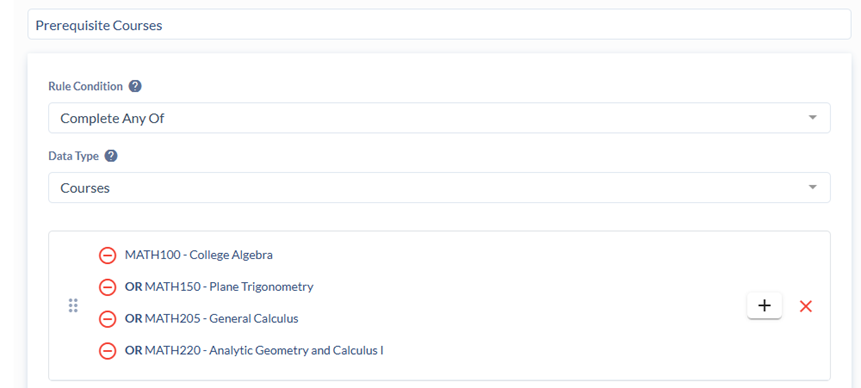 Prerequisite Courses
Rule Condition ?
Complete Any Of
Data Type ?
Courses
MATH100 - College Algebra
OR MATH150 - Plane Trigonometry
OR MATH205 - General Calculus
OR MATH220 - Analytic Geometry and Calculus I